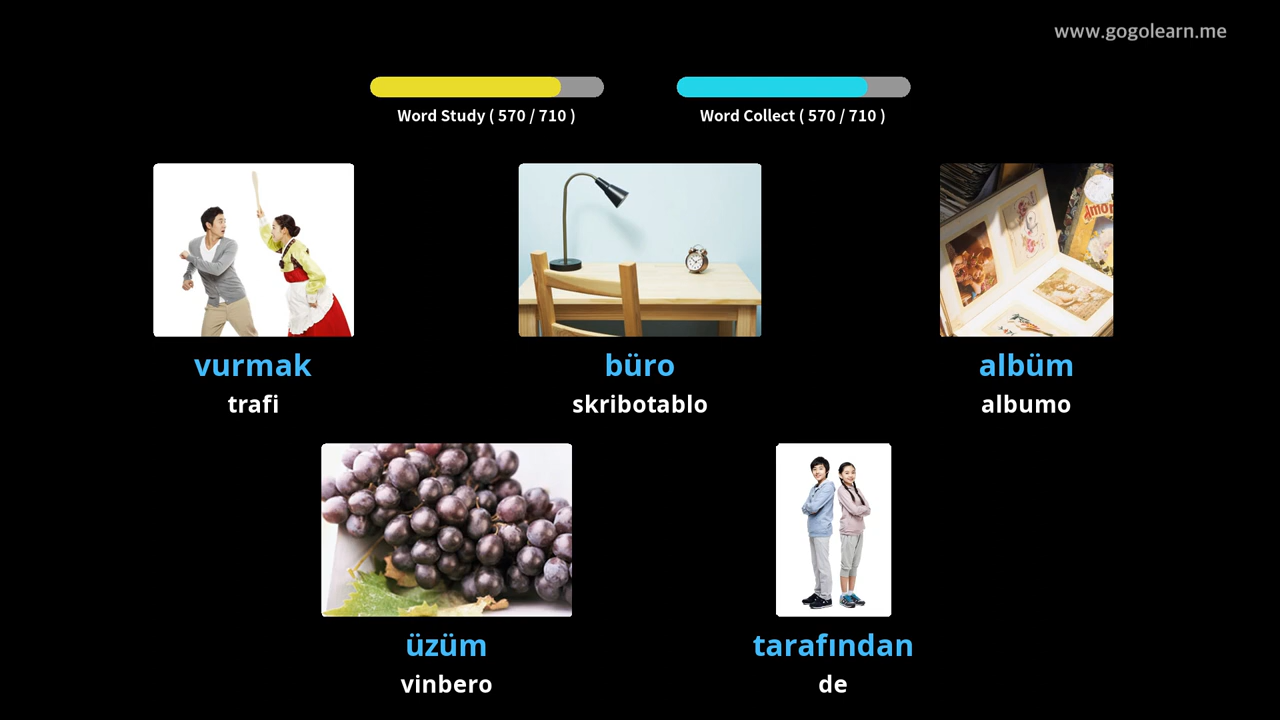 www.gogolearn.me
Word Study ( 570 / 710 )
Word Collect ( 570 / 710 )
vurmak
trafi
büro
skribotablo
albüm
albumo
üzüm
vinbero
tarafından
de